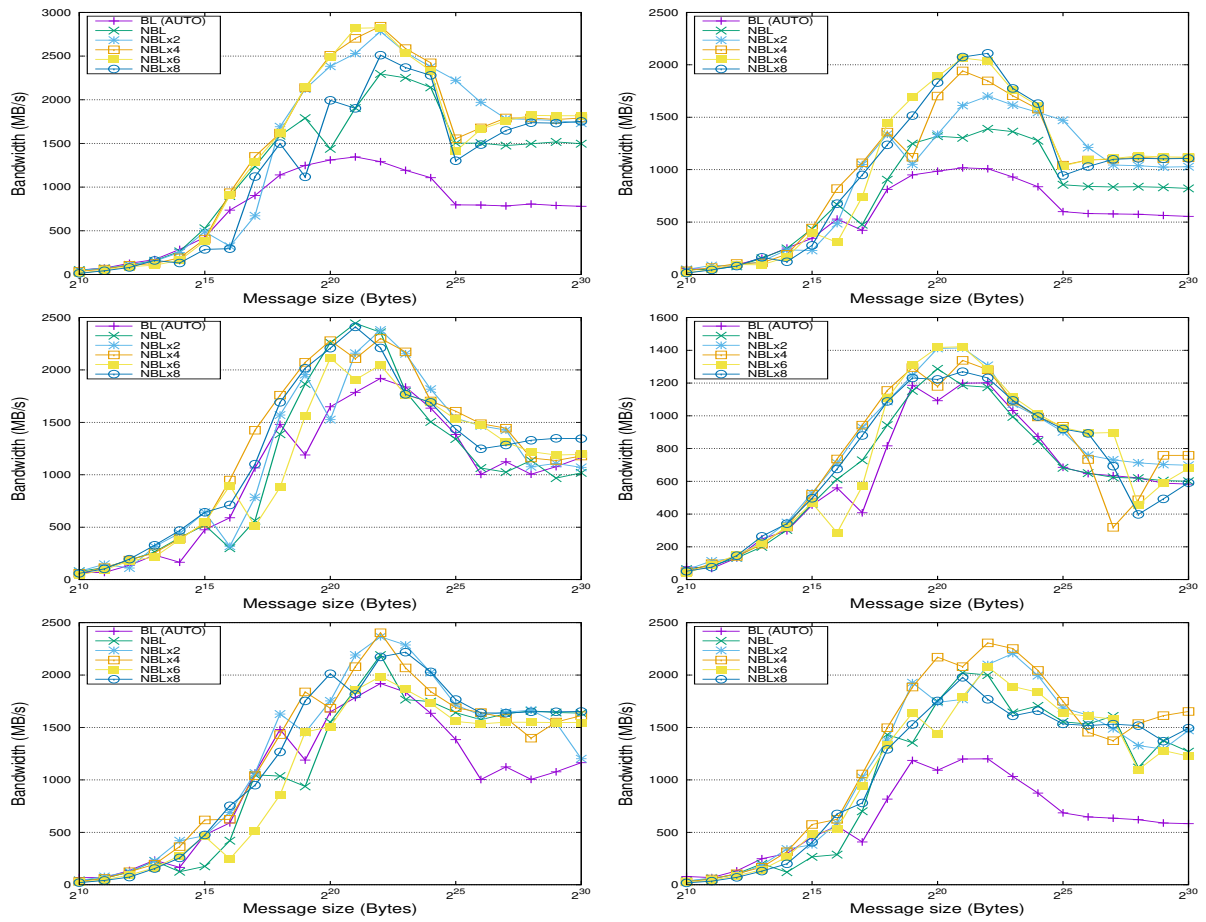 3000
2500
2000
1500
1000
500
0
Bandwidth (MB/s)
BL (AUTO)
NBL
NBLx2
NBLx4
NBLx6
NBLx8
2^10 2^15 2^20 2^25 2^30
Message size (Bytes)
2500
2000
1500
1000
500
0
Bandwidth (MB/s)
BL (AUTO)
NBL
NBLx2
NBLx4
NBLx6
NBLx8
2^10 2^15 2^20 2^25 2^30
Message size (Bytes)
2500
2000
1500
1000
500
0
Bandwidth (MB/s)
BL (AUTO)
NBL
NBLx2
NBLx4
NBLx6
NBLx8
2^10 2^15 2^20 2^25 2^30
Message size (Bytes)
1600
1400
1200
1000
800
600
400
200
0
Bandwidth (MB/s)
BL (AUTO)
NBL
NBLx2
NBLx4
NBLx6
NBLx8
2^10 2^15 2^20 2^25 2^30
Message size (Bytes)
2500
2000
1500
1000
500
0
Bandwidth (MB/s)
BL (AUTO)
NBL
NBLx2
NBLx4
NBLx6
NBLx8
2^10 2^15 2^20 2^25 2^30
Message size (Bytes)
2500
2000
1500
1000
500
0
Bandwidth (MB/s)
BL (AUTO)
NBL
NBLx2
NBLx4
NBLx6
NBLx8
2^10 2^15 2^20 2^25 2^30
Message size (Bytes)